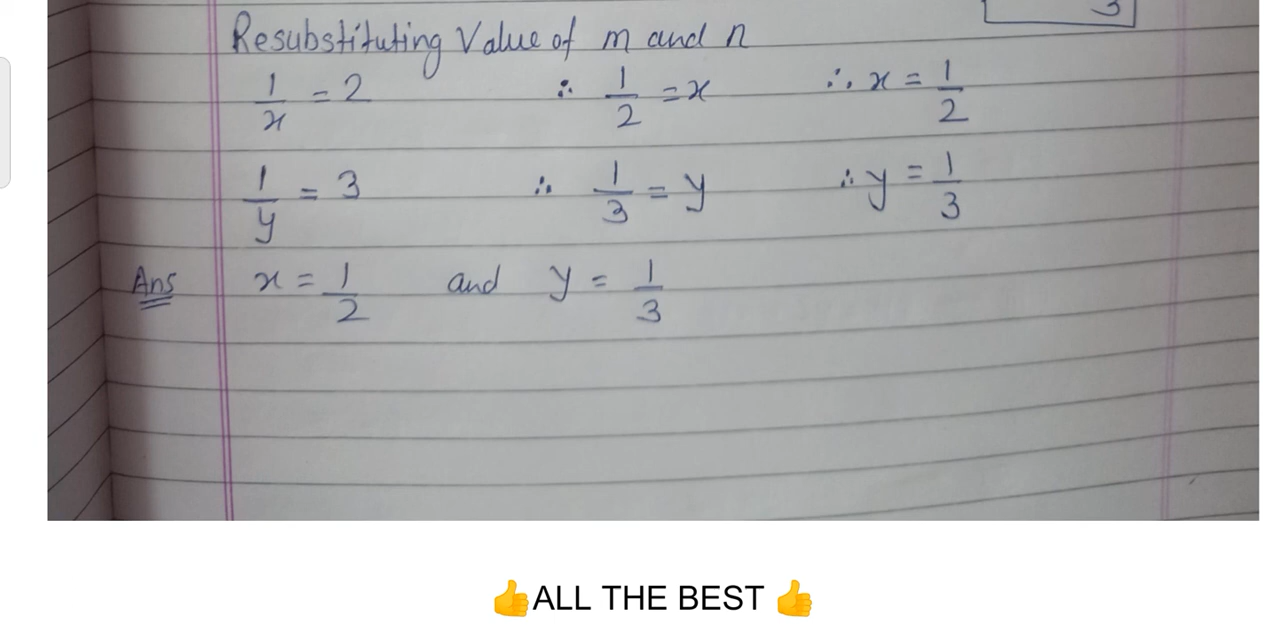 3
Resubstituting Value of m and n
1/x = 2 ∴ 1/2 = x ∴ x = 1/2
1/y = 3 ∴ 1/3 = y ∴ y = 1/3
Ans x = 1/2 and y = 1/3
👍ALL THE BEST 👍